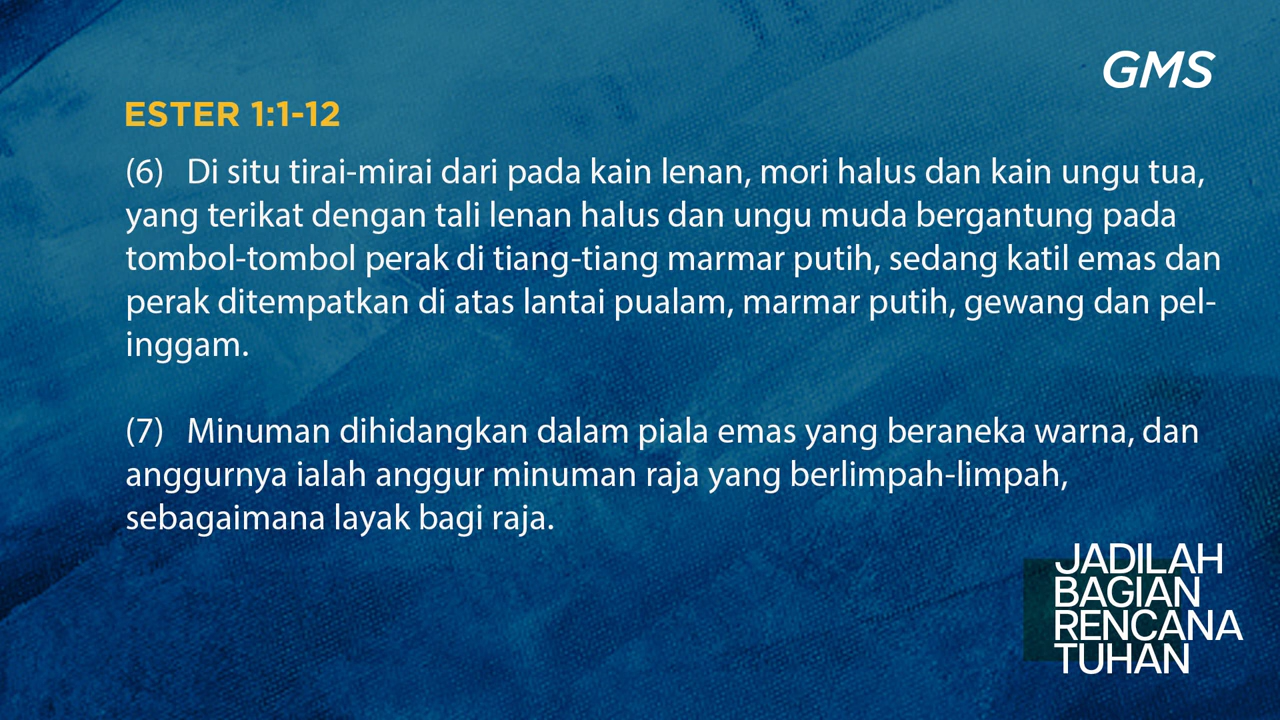 GMS
ESTER 1:1-12
(6) Di situ tirai-mirai dari pada kain lenan, mori halus dan kain ungu tua,
yang terikat dengan tali lenan halus dan ungu muda bergantung pada
tombol-tombol perak di tiang-tiang marmar putih, sedang katil emas dan
perak ditempatkan di atas lantai pualam, marmar putih, gewang dan pel-
inggam.
(7) Minuman dihidangkan dalam piala emas yang beraneka warna, dan
anggurnya ialah anggur minuman raja yang berlimpah-limpah,
sebagaimana layak bagi raja.
JADILAH
BAGIAN
RENCANA
TUHAN